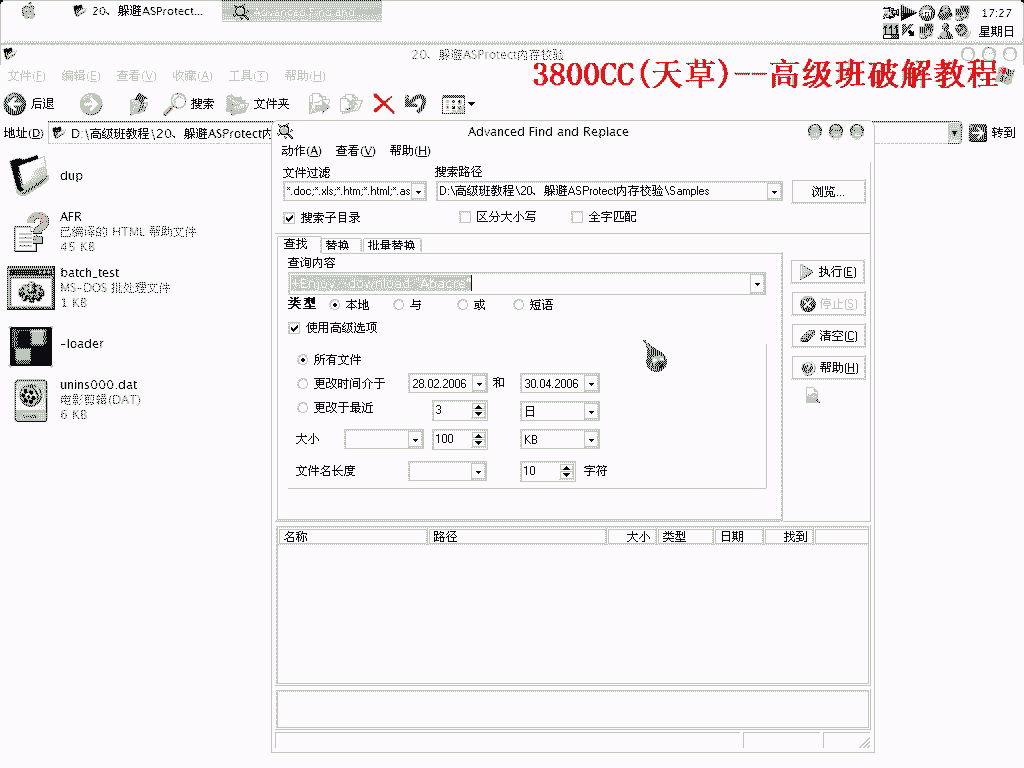 20、躲避ASProtect...
Advanced Find and
17:27
星期日
20、躲避ASProtect内存校验
3800CC(天草)--高级班破解教程
文件(F) 编辑(E) 查看(V) 收藏(A) 工具(T) 帮助(H)
后退 搜索 文件夹
地址(D) D:\高级班教程\20、躲避ASProtect内 转到
dup
AFR
已编译的 HTML 帮助文件
45 KB
batch_test
MS-DOS 批处理文件
1 KB
-loader
unins000.dat
电影剪辑(DAT)
6 KB
Advanced Find and Replace
动作(A) 查看(V) 帮助(H)
文件过滤 搜索路径
*.doc;*.xls;*.htm;*.html;*.as D:\高级班教程\20、躲避ASProtect内存校验\Samples 浏览...
搜索子目录 区分大小写 全字匹配
查找 替换 批量替换
查询内容
+Enjoy -download "Abacre"
执行(E)
类型 本地 与 或 短语
停止(S)
使用高级选项
清空(C)
所有文件
帮助(H)
更改时间介于 28.02.2006 和 30.04.2006
更改于最近 3 日
大小 100 KB
文件名长度 10 字符
名称 路径 大小 类型 日期 找到